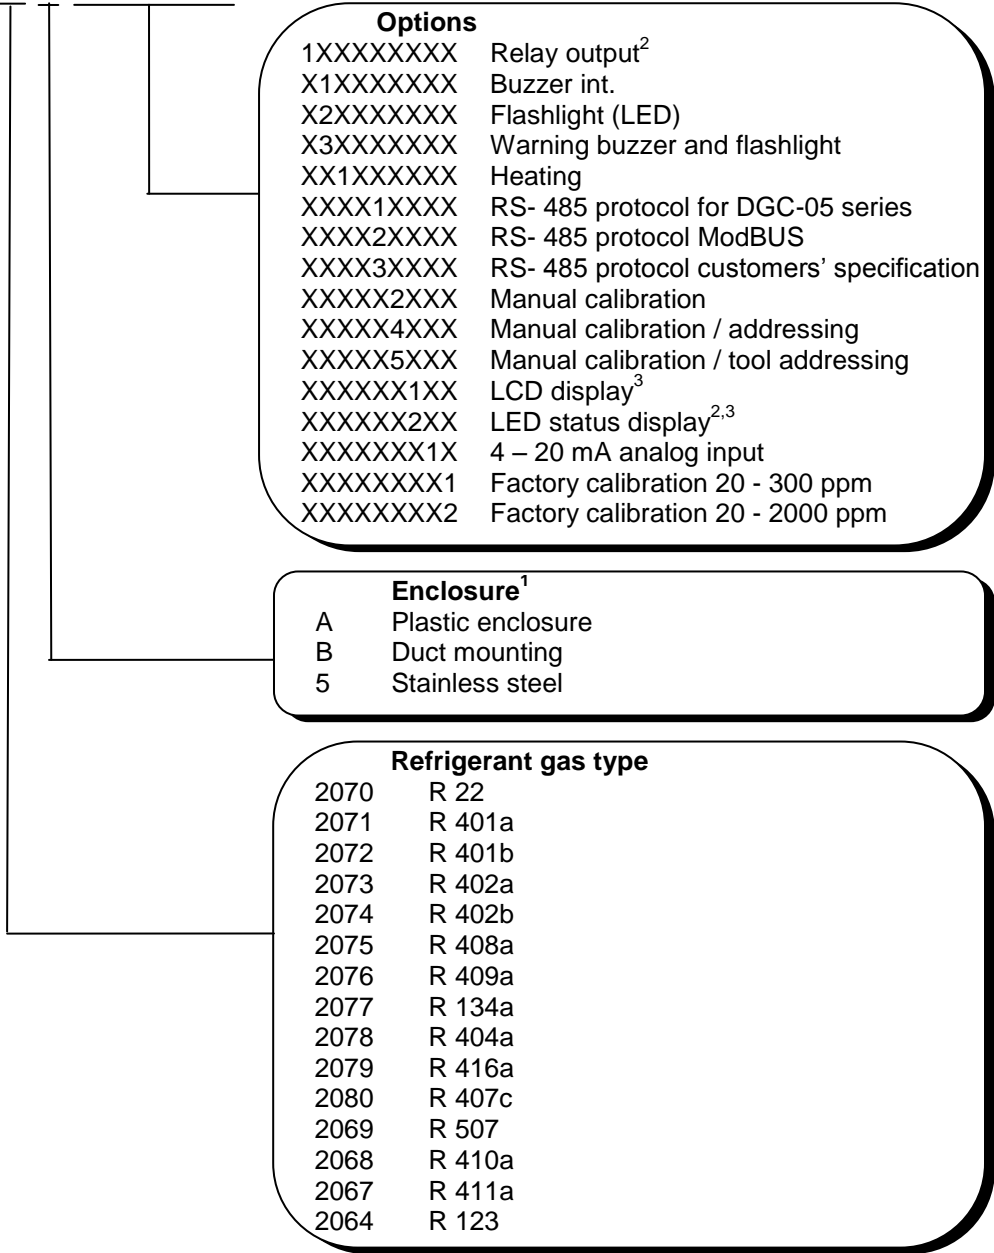 Options
1XXXXXXXX Relay output²
X1XXXXXXX Buzzer int.
X2XXXXXXX Flashlight (LED)
X3XXXXXXX Warning buzzer and flashlight
XX1XXXXXX Heating
XXXX1XXXX RS- 485 protocol for DGC-05 series
XXXX2XXXX RS- 485 protocol ModBUS
XXXX3XXXX RS- 485 protocol customers’ specification
XXXXX2XXX Manual calibration
XXXXX4XXX Manual calibration / addressing
XXXXX5XXX Manual calibration / tool addressing
XXXXXX1XX LCD display³
XXXXXX2XX LED status display²,³
XXXXXXX1X 4 – 20 mA analog input
XXXXXXXX1 Factory calibration 20 - 300 ppm
XXXXXXXX2 Factory calibration 20 - 2000 ppm
Enclosure¹
A Plastic enclosure
B Duct mounting
5 Stainless steel
Refrigerant gas type
2070 R 22
2071 R 401a
2072 R 401b
2073 R 402a
2074 R 402b
2075 R 408a
2076 R 409a
2077 R 134a
2078 R 404a
2079 R 416a
2080 R 407c
2069 R 507
2068 R 410a
2067 R 411a
2064 R 123